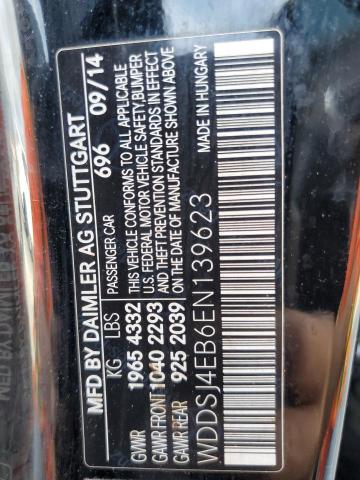 MFD BY DAIMLER AG STUTTGART
696 09/14
KG LBS PASSENGER CAR
GVWR 1965 4332 THIS VEHICLE CONFORMS TO ALL APPLICABLE
U.S. FEDERAL MOTOR VEHICLE SAFETY, BUMPER
GAWR FRONT 1040 2293 AND THEFT PREVENTION STANDARDS IN EFFECT
GAWR REAR 925 2039 ON THE DATE OF MANUFACTURE SHOWN ABOVE
WDDSJ4EB6EN139623 MADE IN HUNGARY